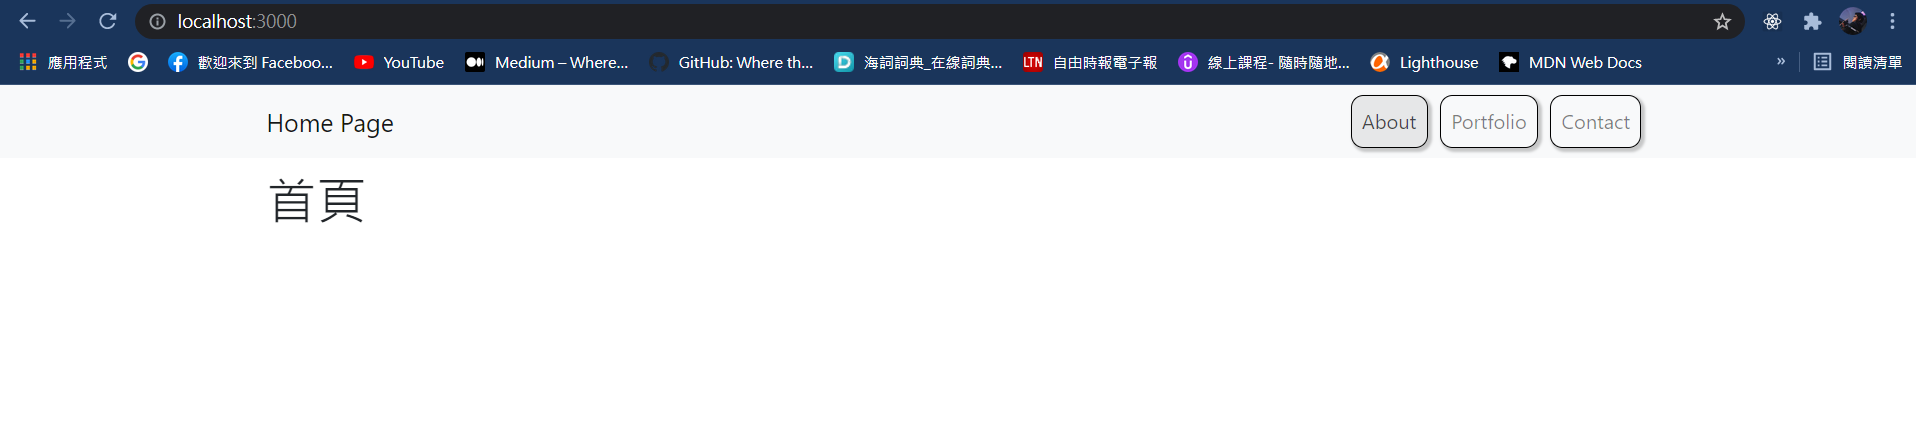 localhost:3000
應用程式 歡迎來到 Faceboo... YouTube Medium – Where... GitHub: Where th... 海詞詞典_在線詞典... LTN 自由時報電子報 線上課程- 隨時隨地... Lighthouse MDN Web Docs » 閱讀清單
Home Page About Portfolio Contact
首頁